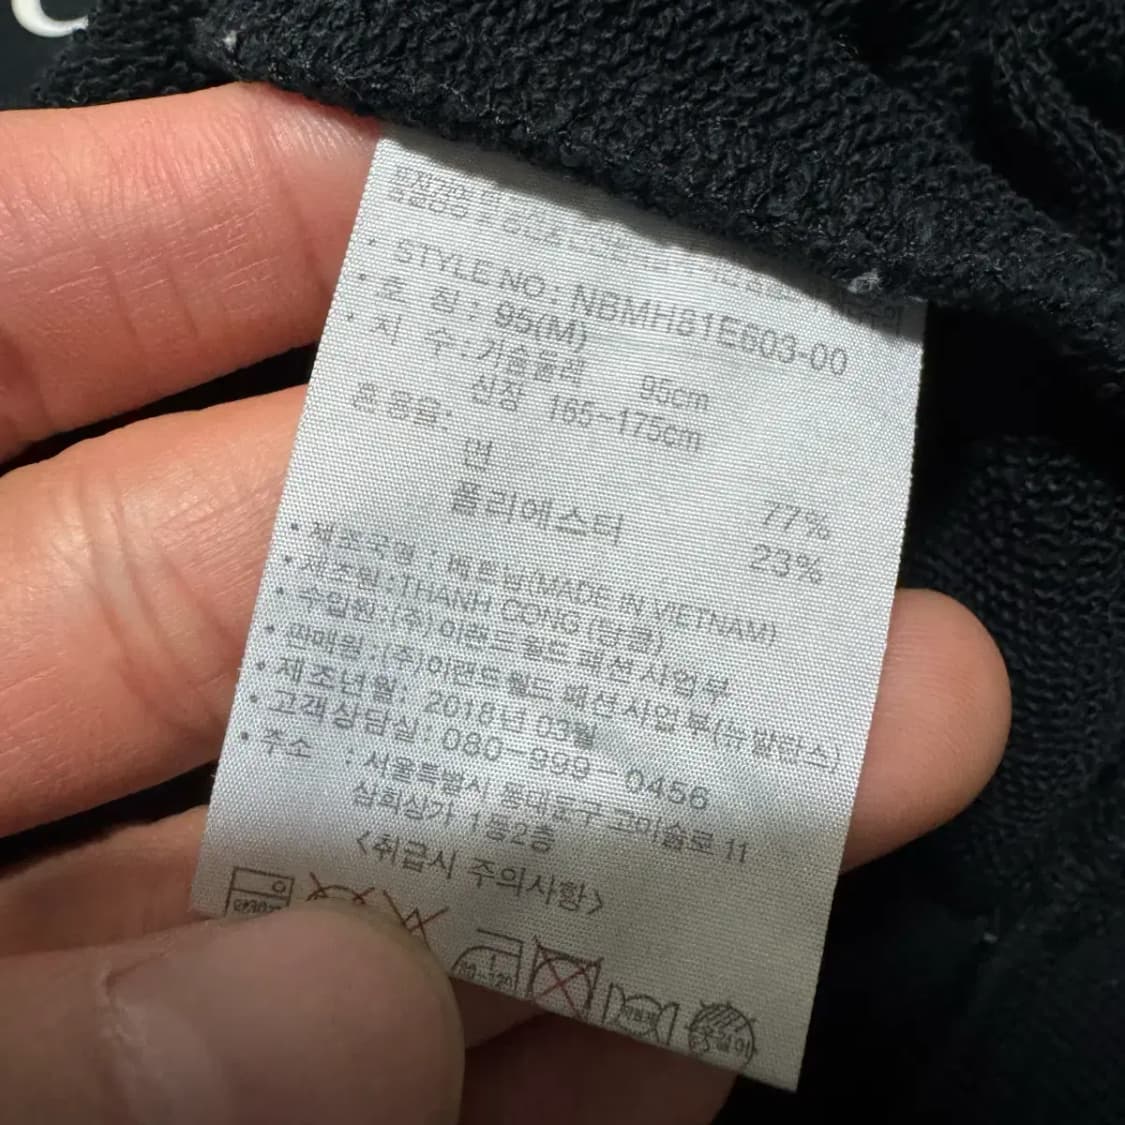 · STYLE NO : NBMHS1E603-00
· 호 칭 : 95(M)
· 치 수 : 가슴둘레 95cm
신장 165~175cm
혼용율:
면 77%
폴리에스터 23%
· 제조국명 : 베트남(MADE IN VIETNAM)
· 제조원:THANH CONG (탕콩)
· 수입원:(주)이랜드월드 패션사업부
· 판매원:(주)이랜드월드 패션사업부(뉴발란스)
· 제조년월: 2018년 03월
· 고객상담실: 080-999-0456
· 주소 : 서울특별시 동대문구 고미술로 11
삼희상가 1동2층
<취급시 주의사항>